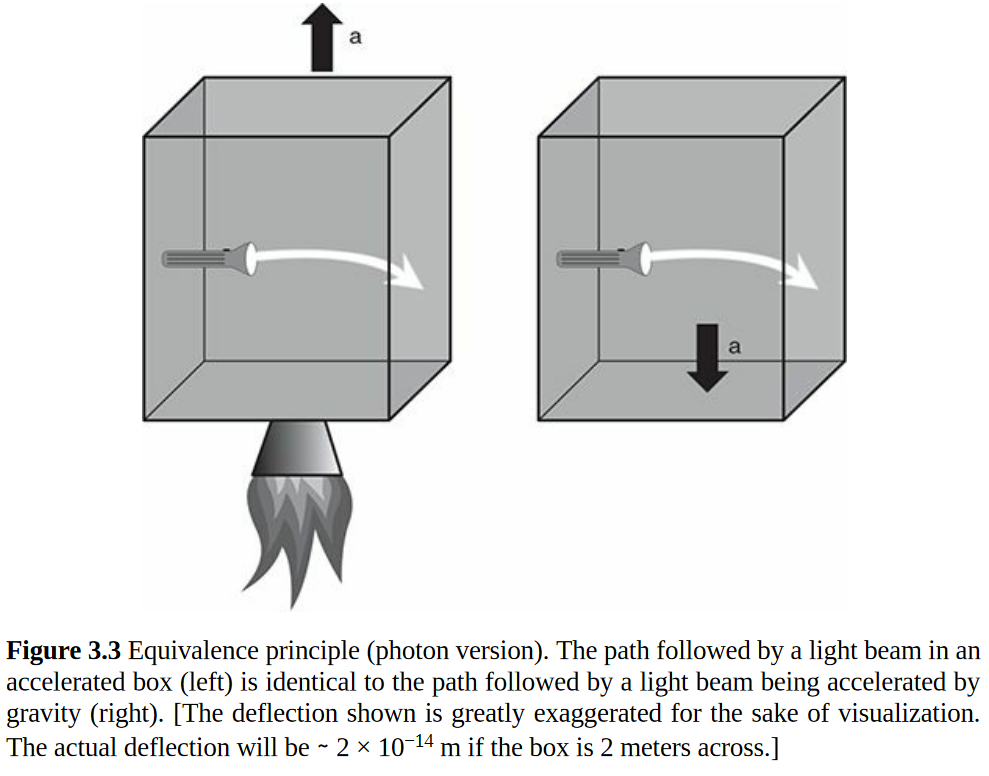 a
a
Figure 3.3 Equivalence principle (photon version). The path followed by a light beam in an
accelerated box (left) is identical to the path followed by a light beam being accelerated by
gravity (right). [The deflection shown is greatly exaggerated for the sake of visualization.
The actual deflection will be ~ 2 × 10⁻¹⁴ m if the box is 2 meters across.]